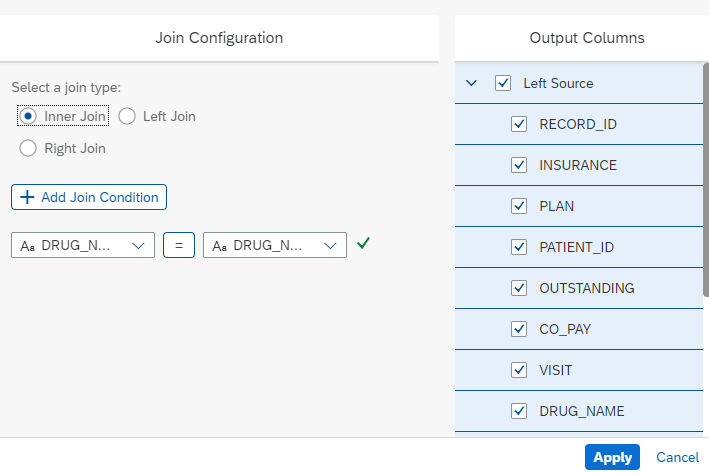 Join Configuration
Select a join type:
Inner Join
Left Join
Right Join
Add Join Condition
Aa DRUG_N...
=
Aa DRUG_N...
Output Columns
Left Source
RECORD_ID
INSURANCE
PLAN
PATIENT_ID
OUTSTANDING
CO_PAY
VISIT
DRUG_NAME
Apply
Cancel